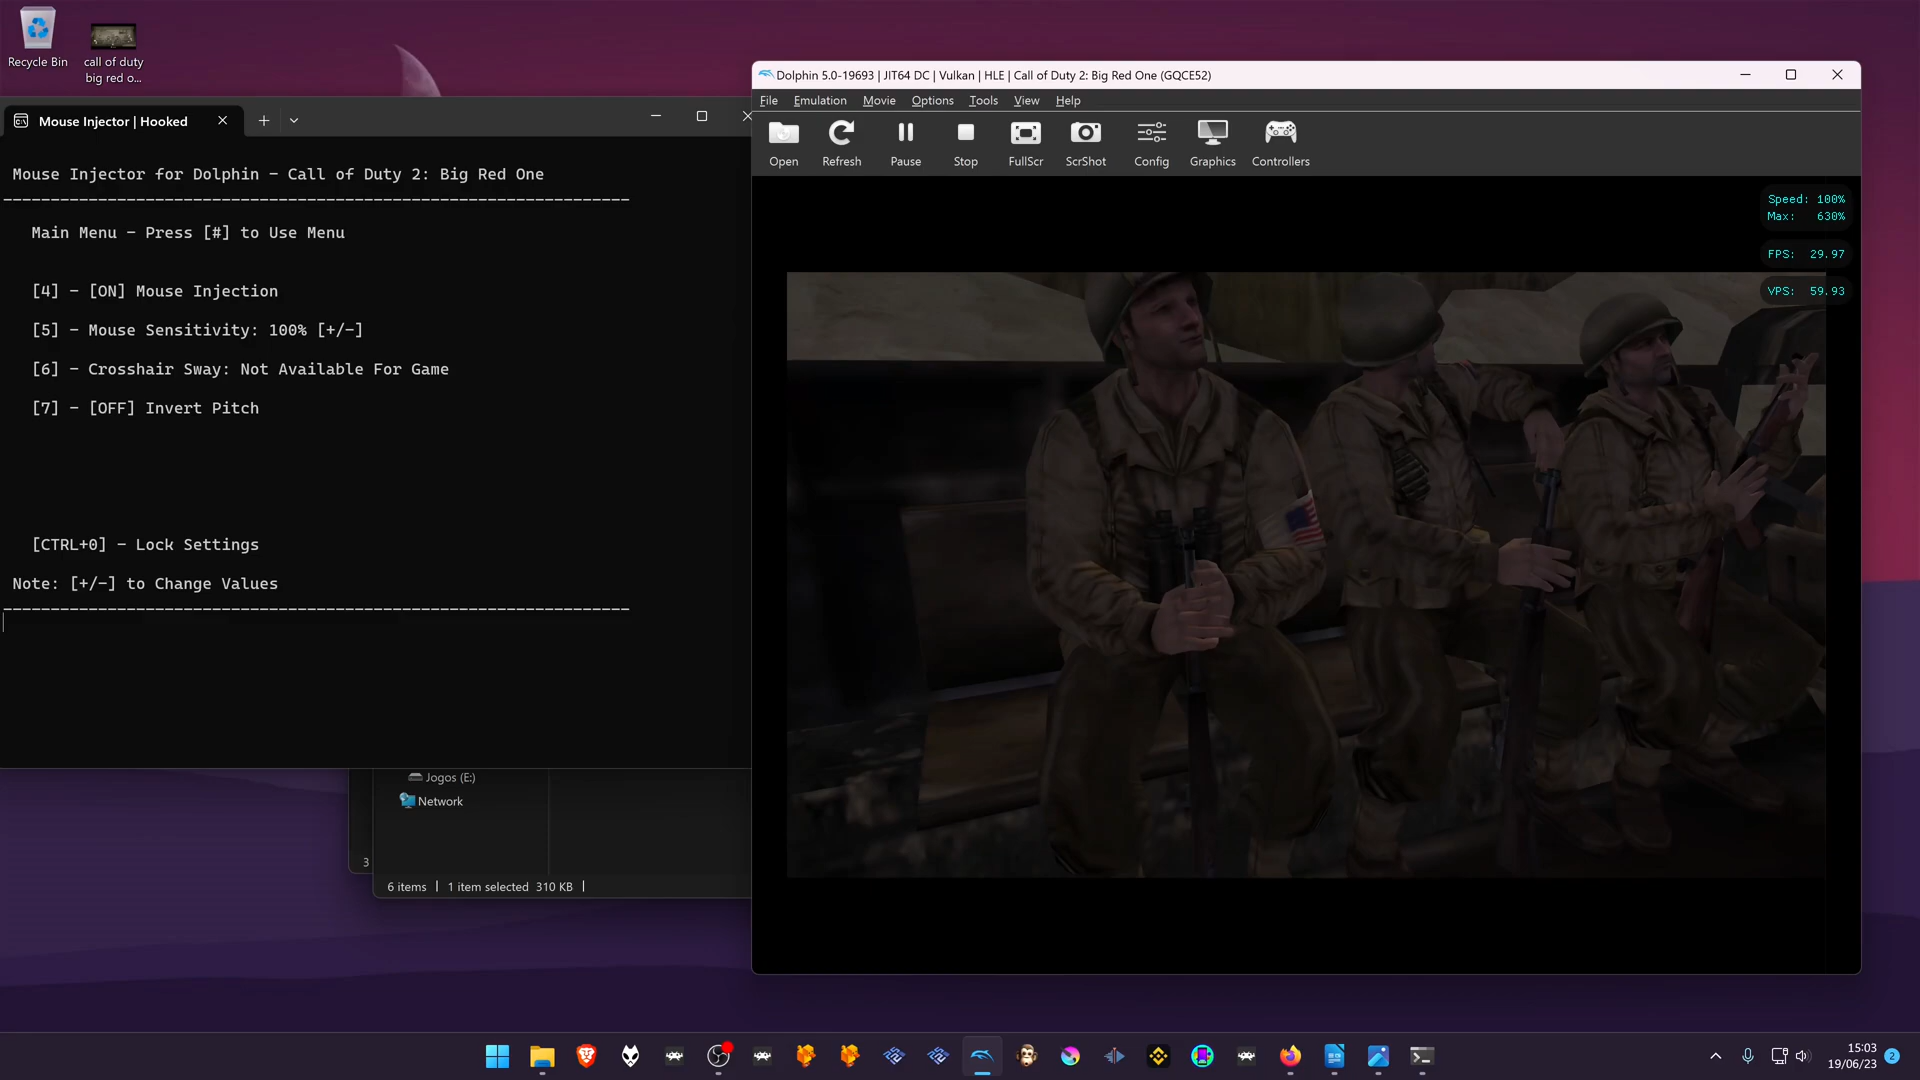 Recycle Bin
call of duty
big red o...
Mouse Injector | Hooked
Mouse Injector for Dolphin - Call of Duty 2: Big Red One
Main Menu - Press [#] to Use Menu
[4] - [ON] Mouse Injection
[5] - Mouse Sensitivity: 100% [+/-]
[6] - Crosshair Sway: Not Available For Game
[7] - [OFF] Invert Pitch
[CTRL+0] - Lock Settings
Note: [+/-] to Change Values
Jogos (E:)
Network
3
6 items | 1 item selected 310 KB |
Dolphin 5.0-19693 | JIT64 DC | Vulkan | HLE | Call of Duty 2: Big Red One (GQCE52)
File Emulation Movie Options Tools View Help
Open Refresh Pause Stop FullScr ScrShot Config Graphics Controllers
Speed: 100%
Max: 630%
FPS: 29.97
VPS: 59.93
15:03
19/06/23
2